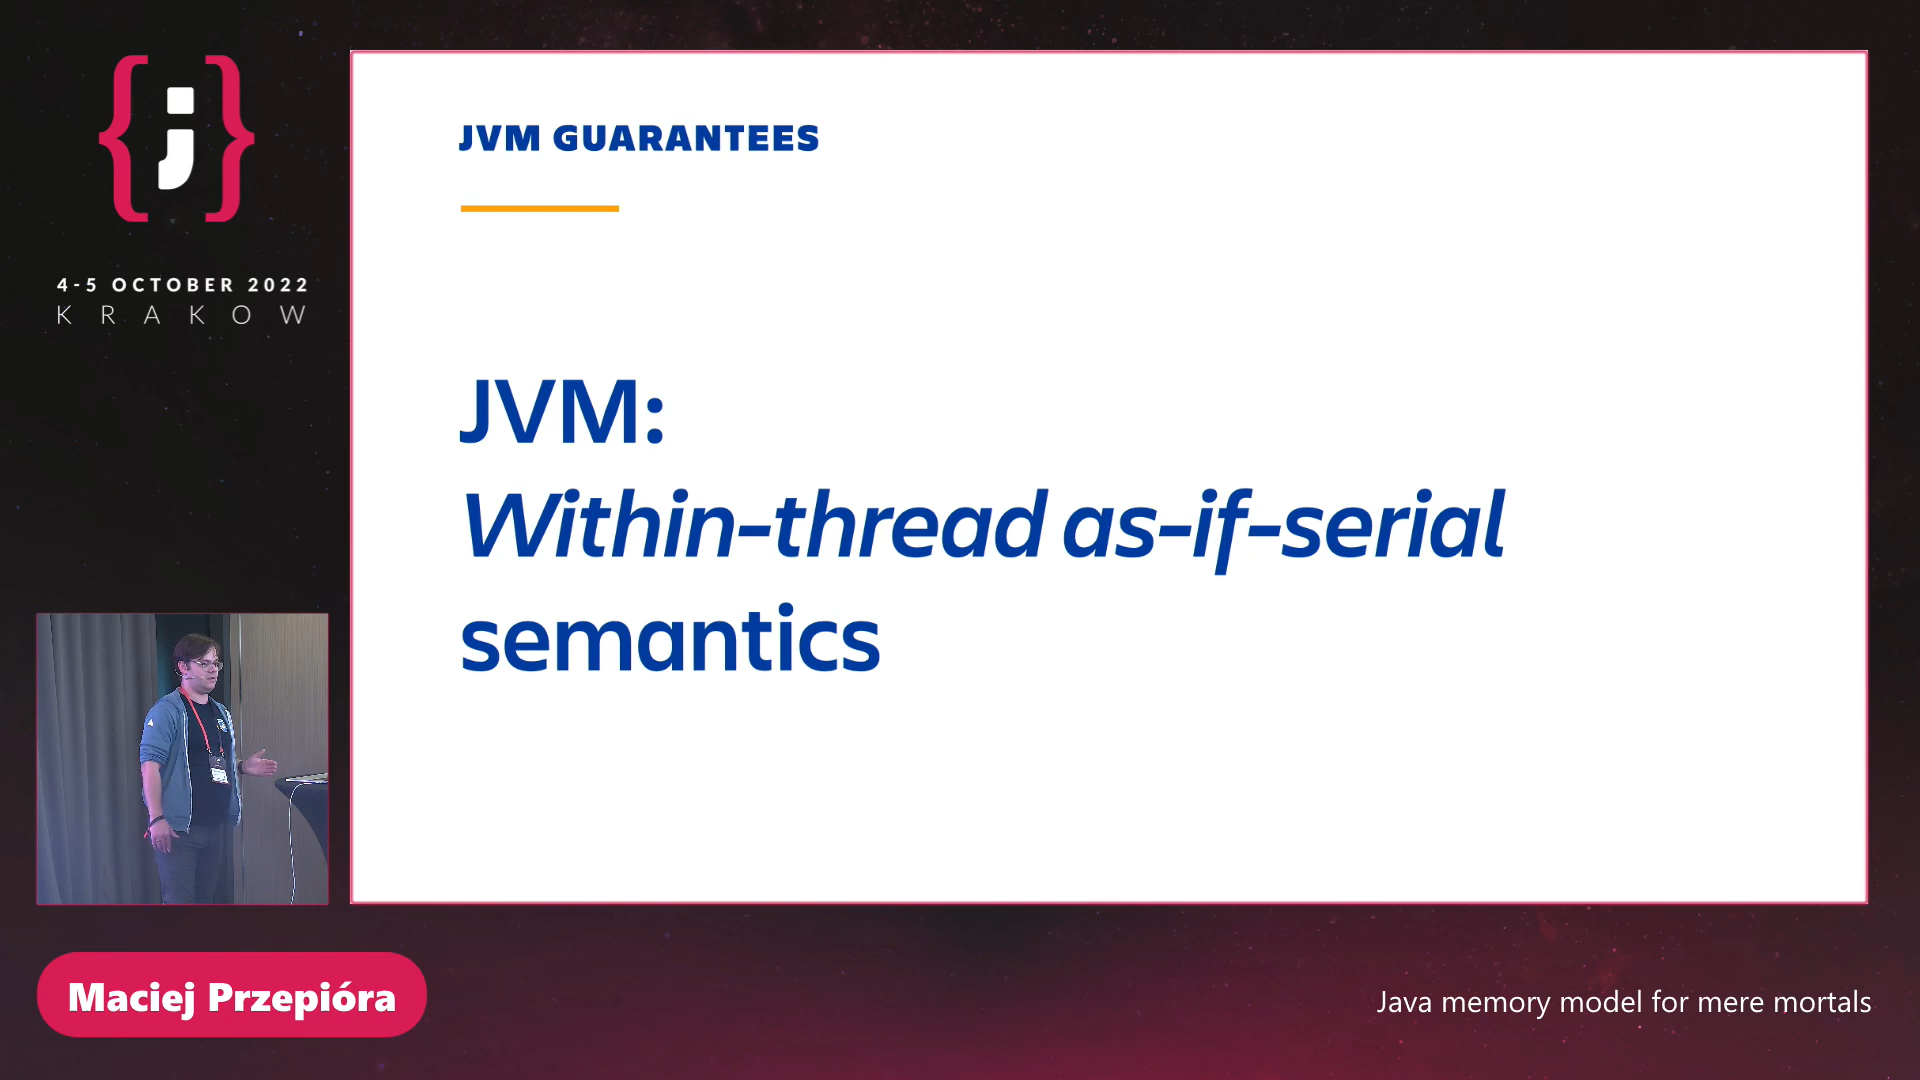 {j}
4-5 OCTOBER 2022
KRAKOW
JVM GUARANTEES
JVM:
Within-thread as-if-serial
semantics
Maciej Przepióra
Java memory model for mere mortals